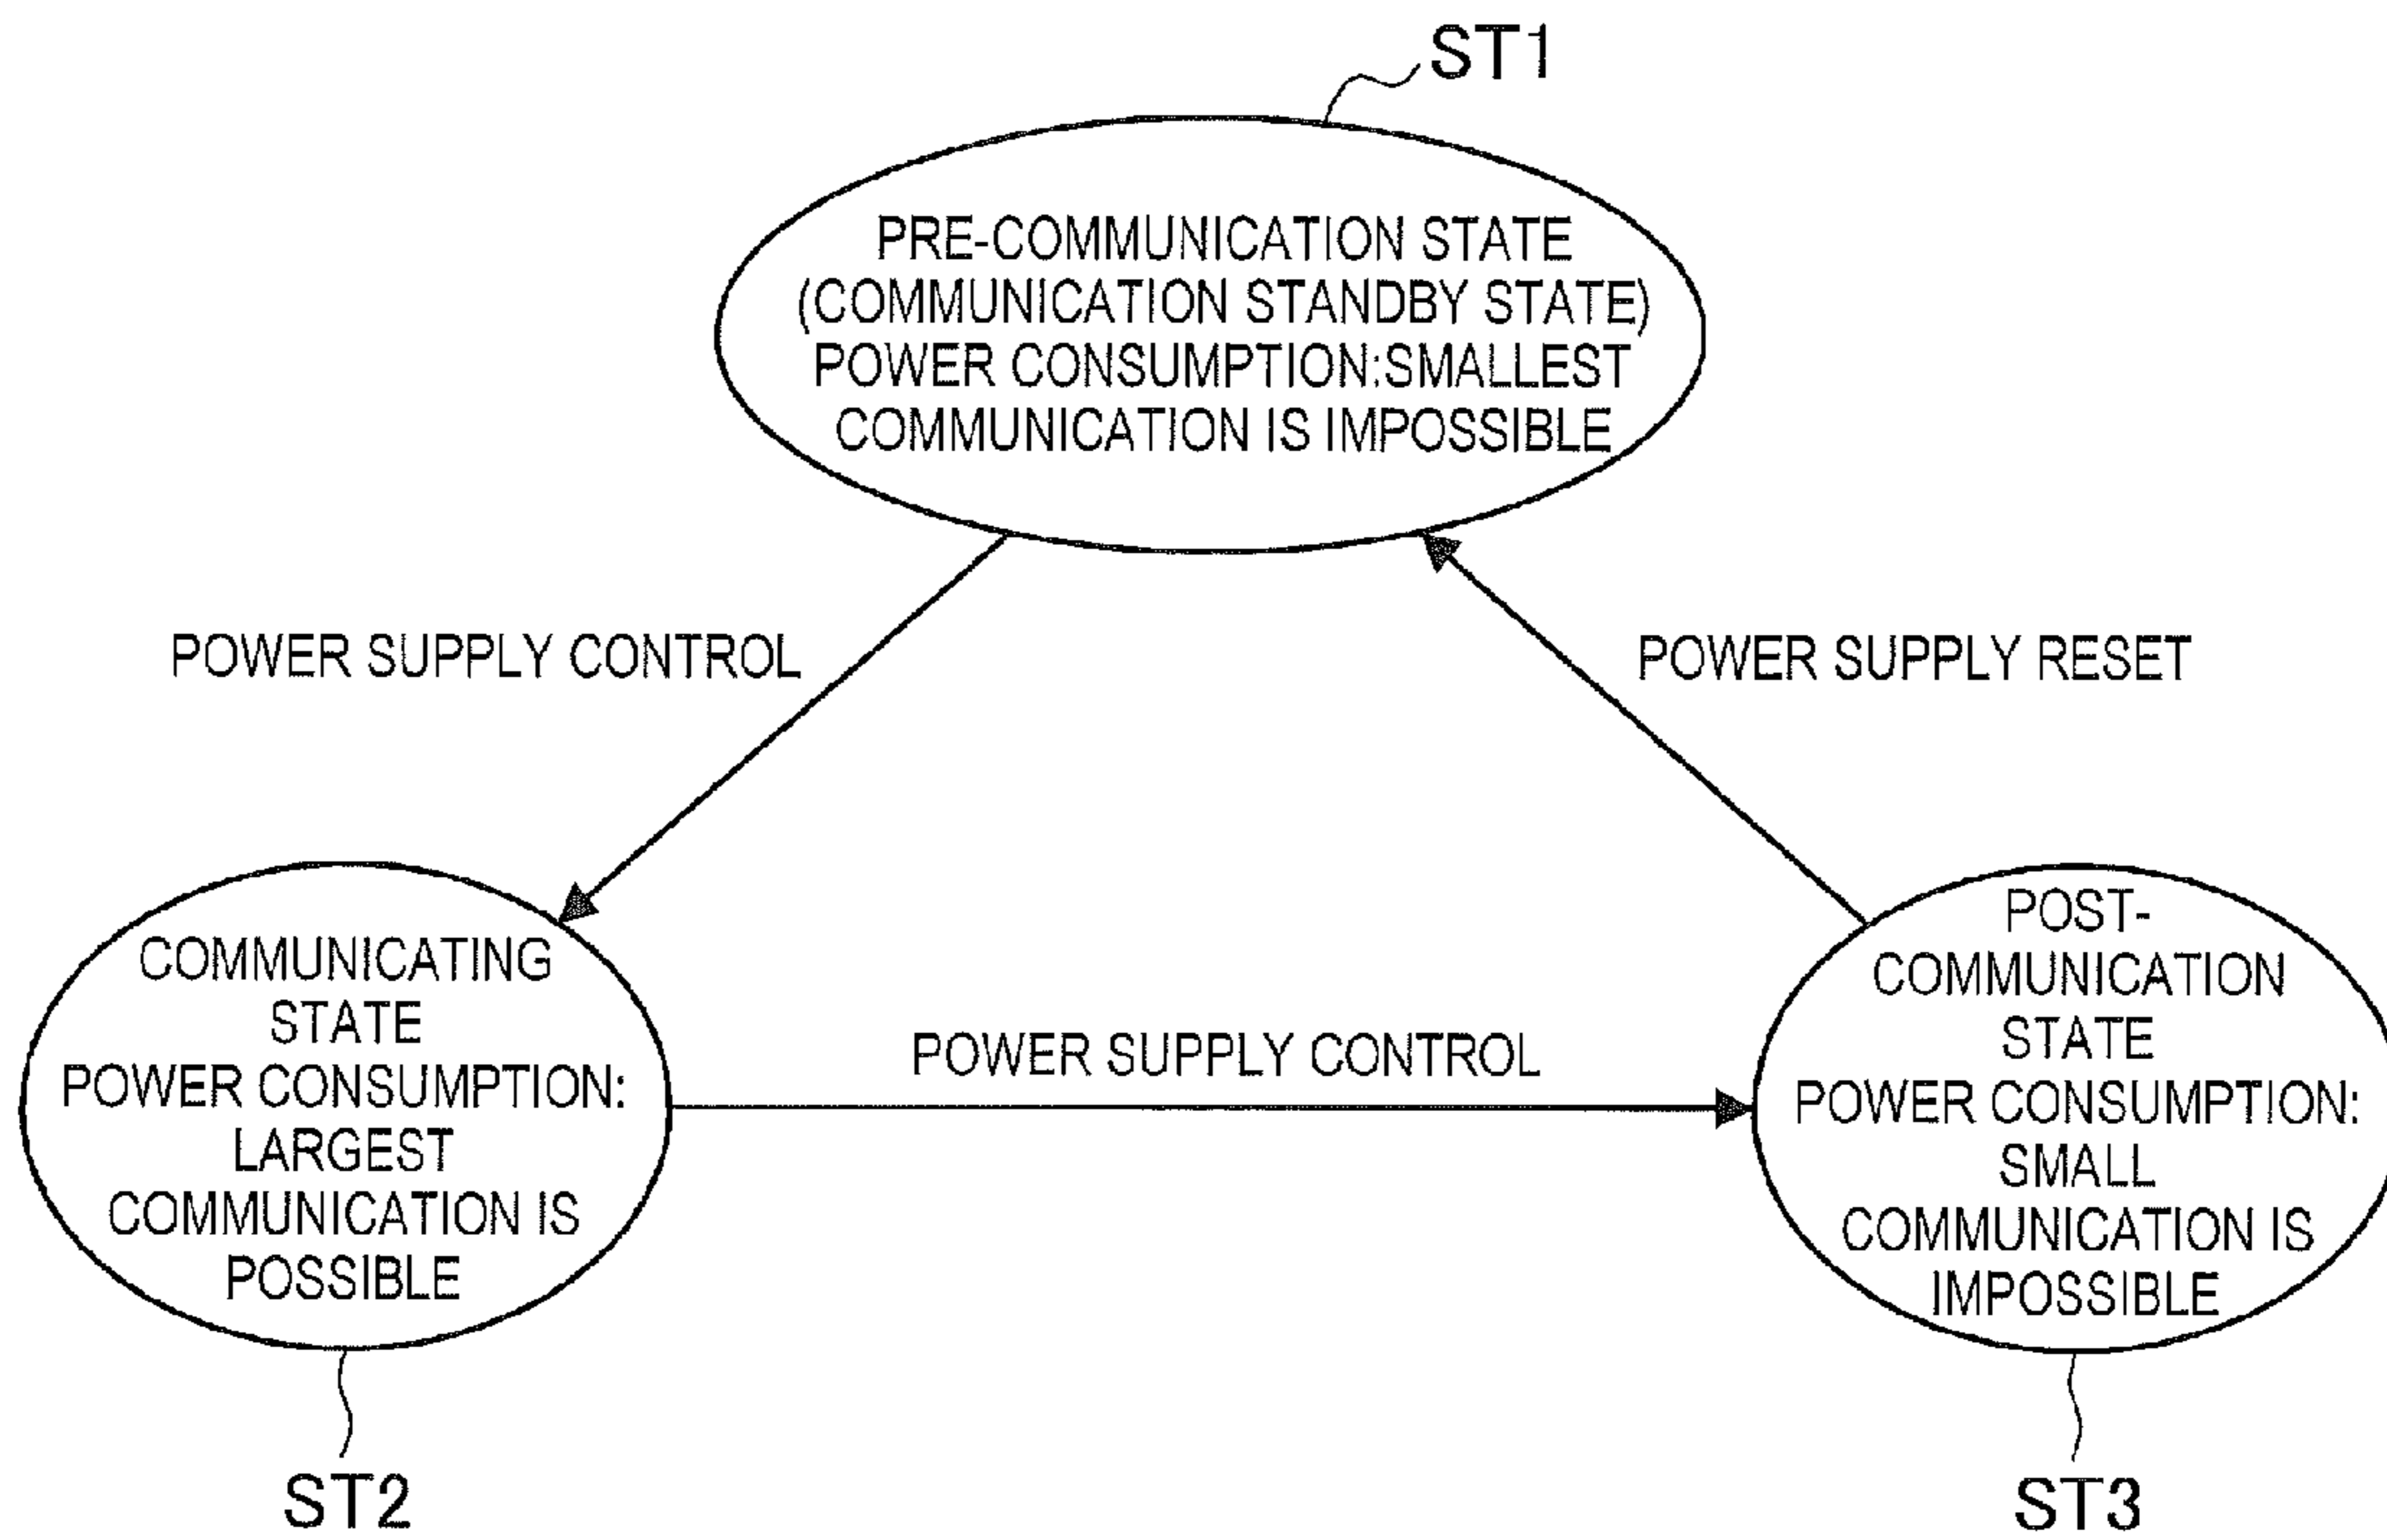 ST1
PRE-COMMUNICATION STATE
(COMMUNICATION STANDBY STATE)
POWER CONSUMPTION:SMALLEST
COMMUNICATION IS IMPOSSIBLE
POWER SUPPLY CONTROL
POWER SUPPLY RESET
COMMUNICATING
STATE
POWER CONSUMPTION:
LARGEST
COMMUNICATION IS
POSSIBLE
POWER SUPPLY CONTROL
POST-
COMMUNICATION
STATE
POWER CONSUMPTION:
SMALL
COMMUNICATION IS
IMPOSSIBLE
ST2
ST3